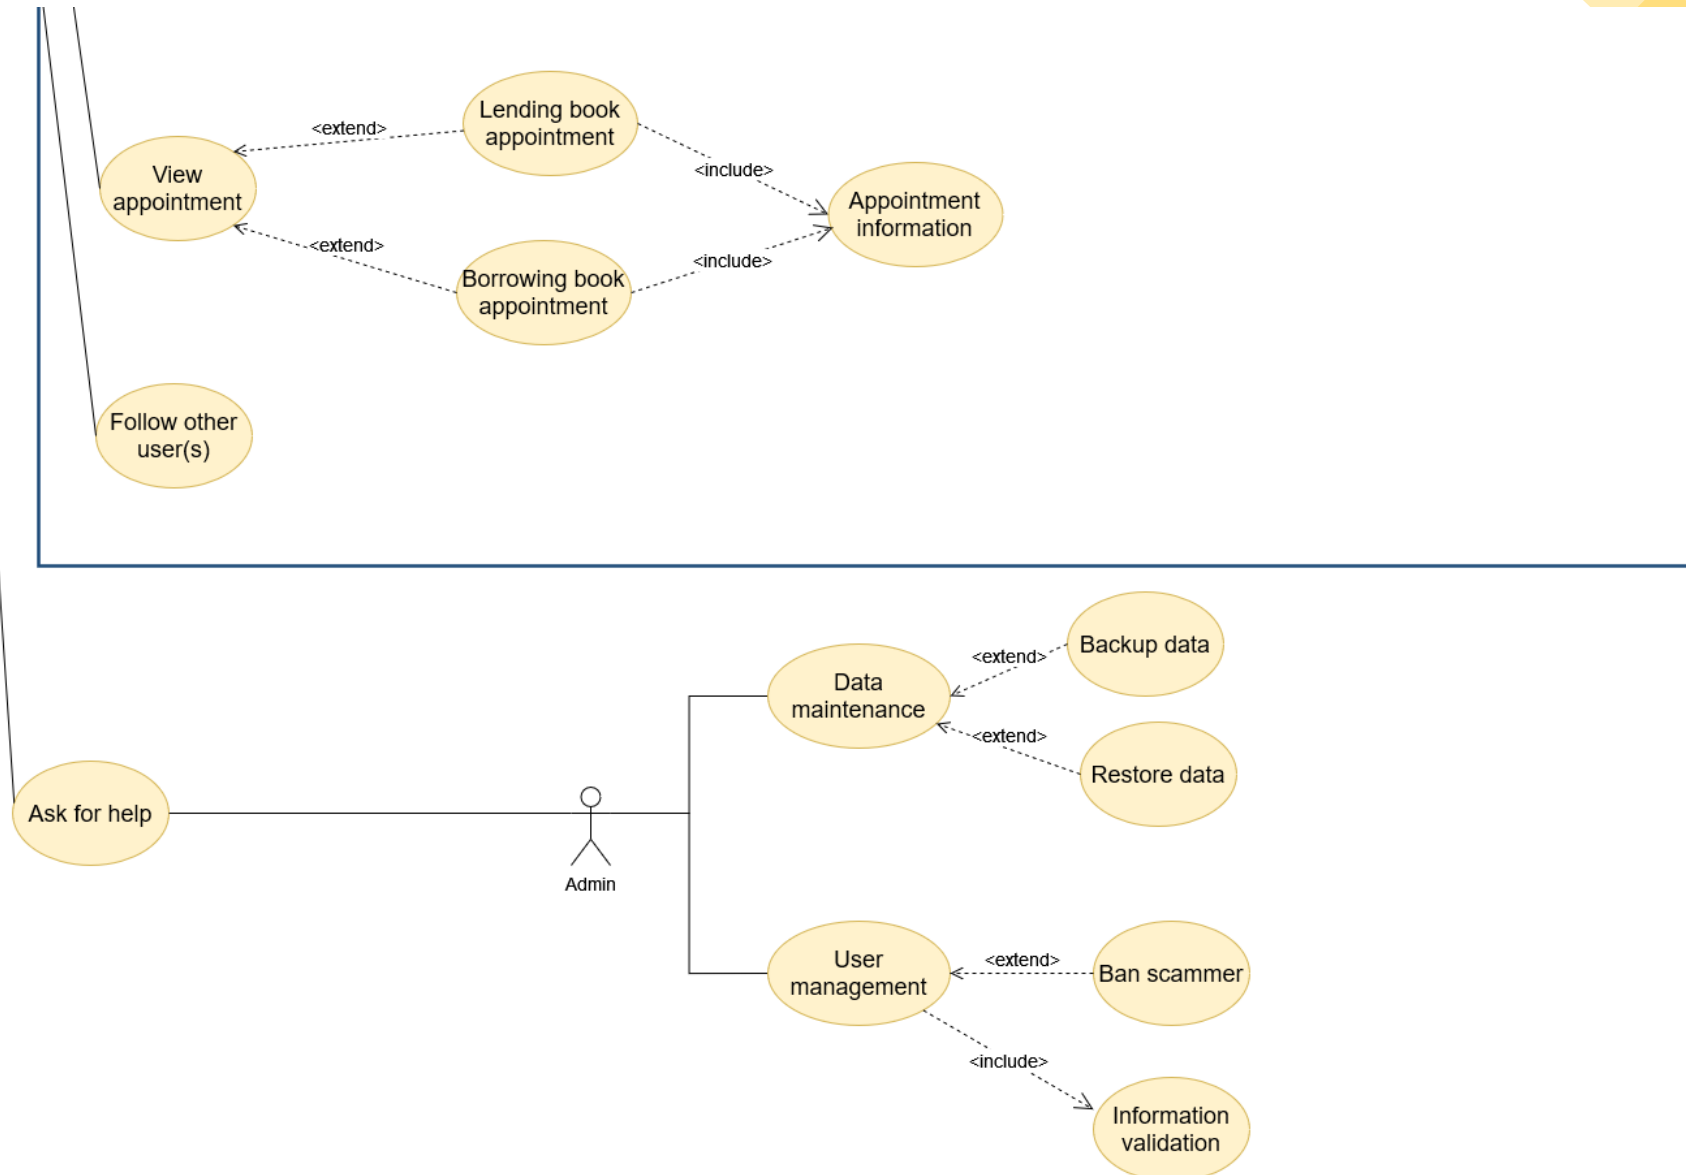 Lending book
appointment
<extend>
<include>
View
appointment
Appointment
information
<extend>
<include>
Borrowing book
appointment
Follow other
user(s)
Backup data
<extend>
Data
maintenance
<extend>
Restore data
Ask for help
Admin
User
management
<extend>
Ban scammer
<include>
Information
validation